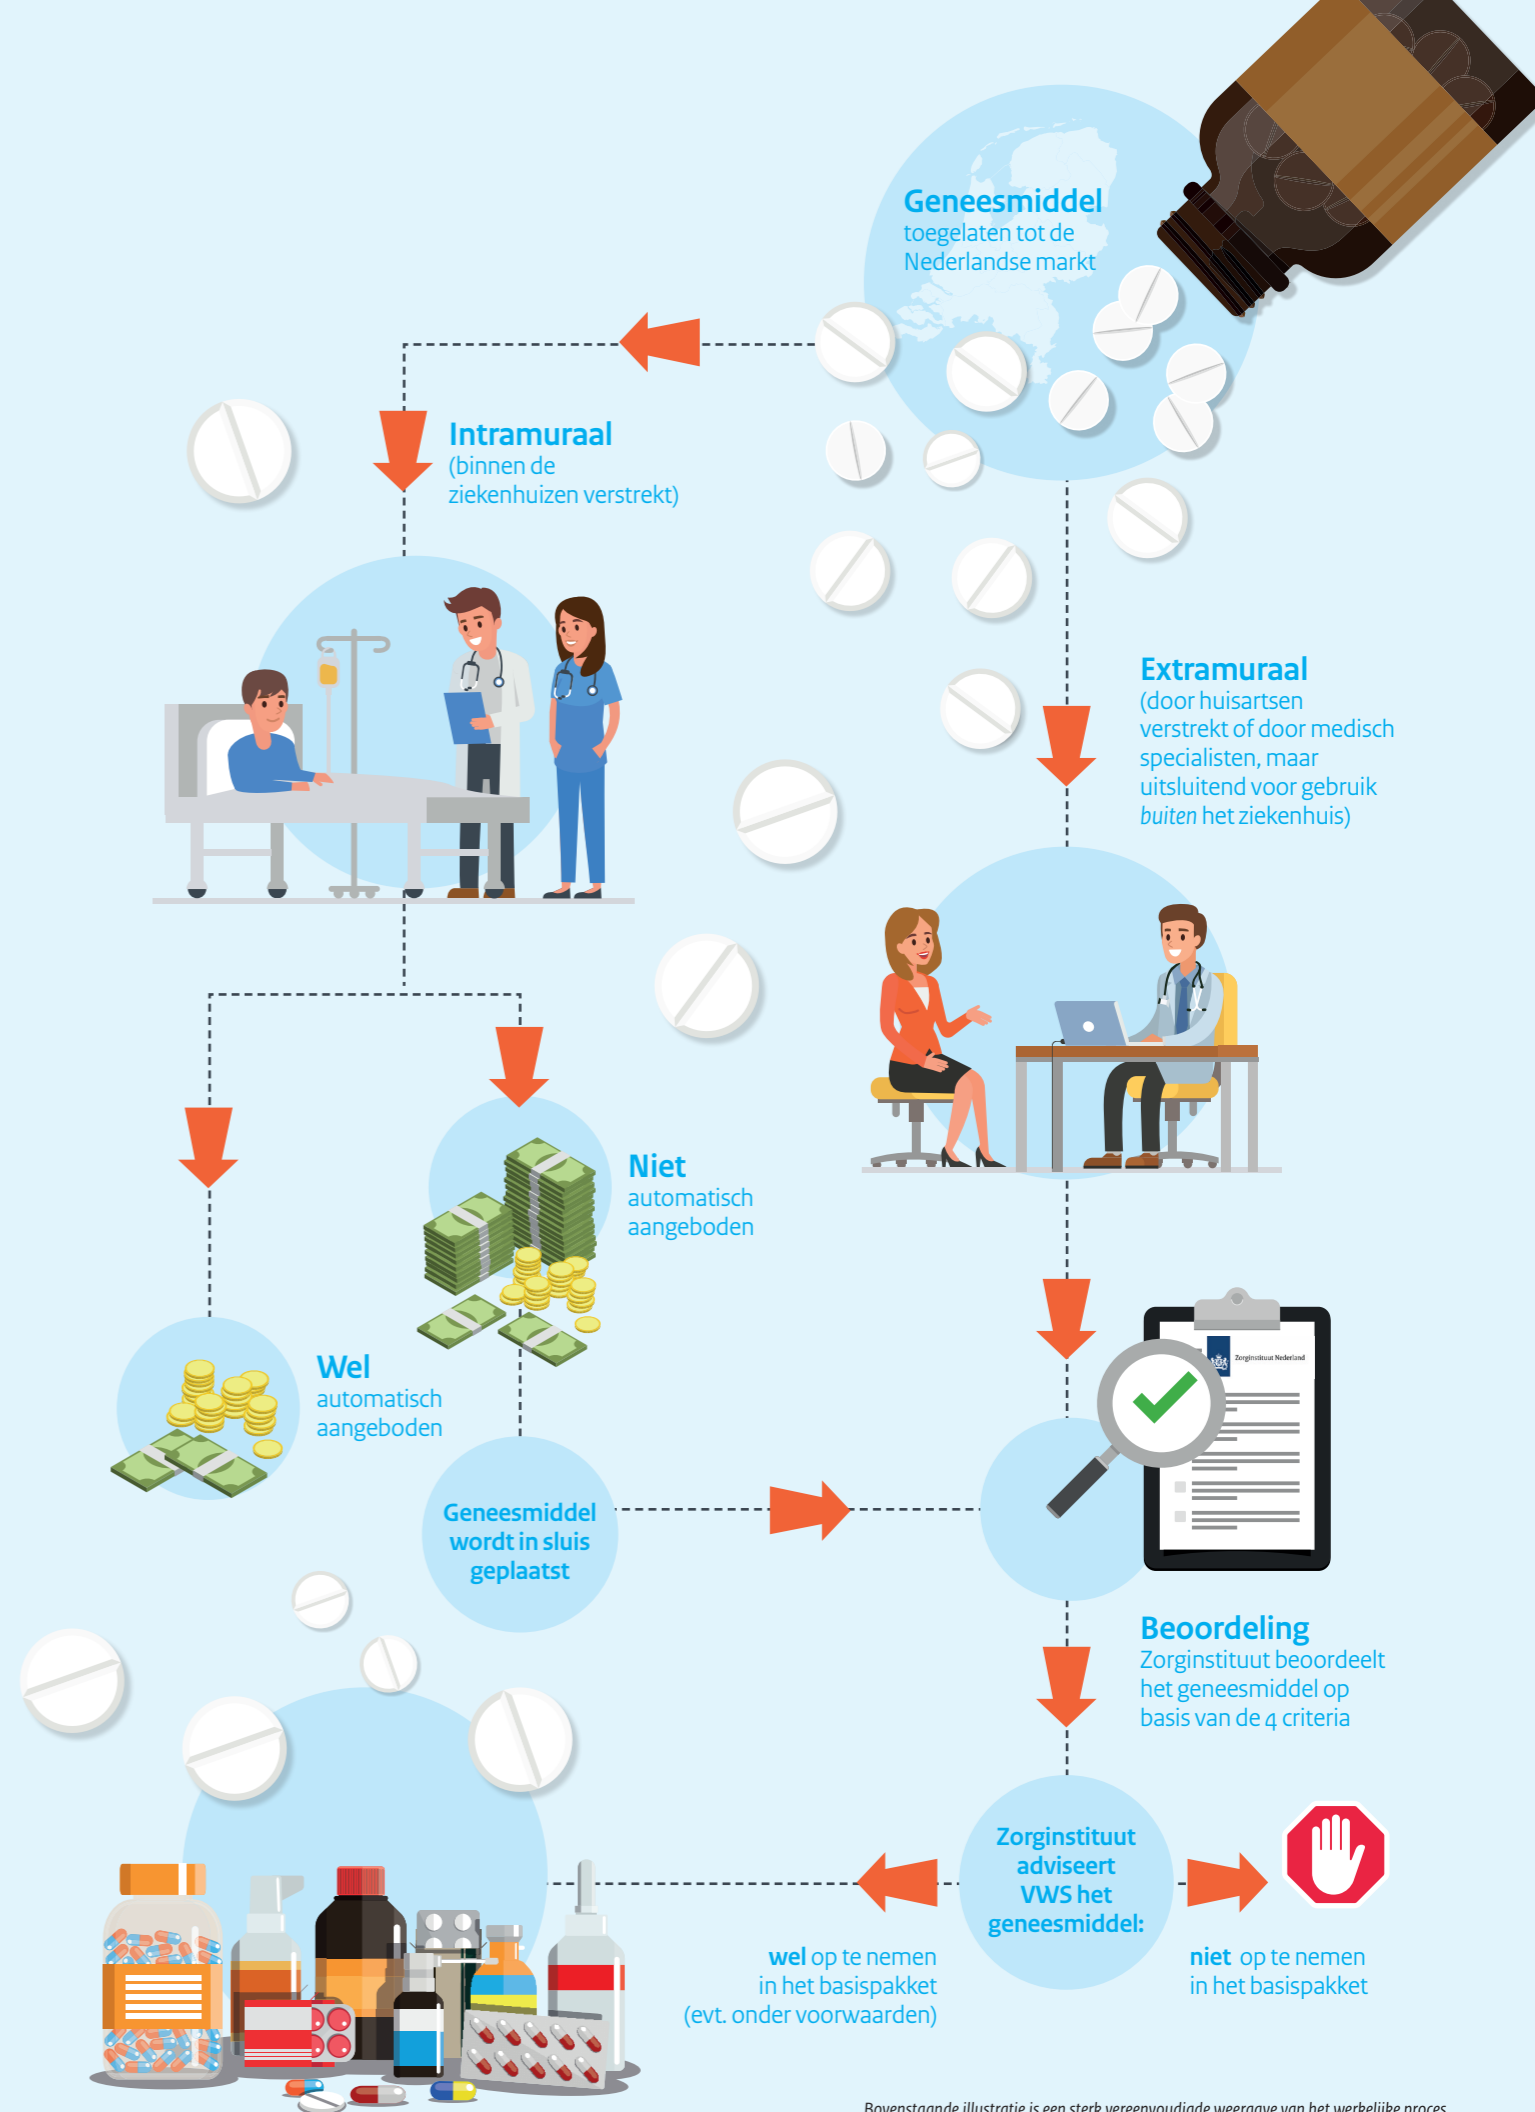 Geneesmiddel
toegelaten tot de
Nederlandse markt
Intramuraal
(binnen de
ziekenhuizen verstrekt)
Extramuraal
(door huisartsen
verstrekt of door medisch
specialisten, maar
uitsluitend voor gebruik
buiten het ziekenhuis)
Niet
automatisch
aangeboden
Wel
automatisch
aangeboden
Zorginstituut Nederland
Geneesmiddel
wordt in sluis
geplaatst
Beoordeling
Zorginstituut beoordeelt
het geneesmiddel op
basis van de 4 criteria
Zorginstituut
adviseert
VWS het
geneesmiddel:
wel op te nemen
in het basispakket
(evt. onder voorwaarden)
niet op te nemen
in het basispakket
Bovenstaande illustratie is een sterk vereenvoudigde weergave van het werkelijke proces